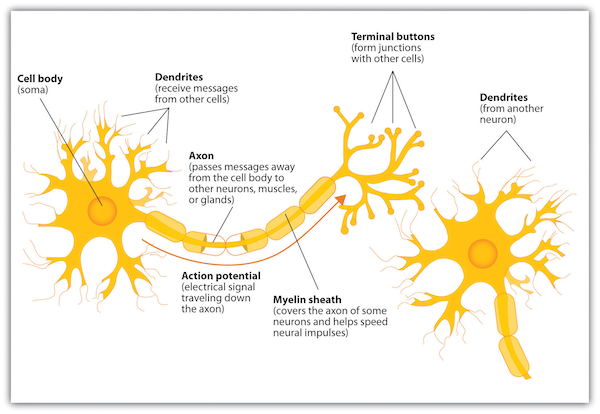 Terminal buttons
(form junctions
with other cells)
Cell body
(soma)
Dendrites
(receive messages
from other cells)
Dendrites
(from another
neuron)
Axon
(passes messages away
from the cell body to
other neurons, muscles,
or glands)
Action potential
(electrical signal
traveling down
the axon)
Myelin sheath
(covers the axon of some
neurons and helps speed
neural impulses)